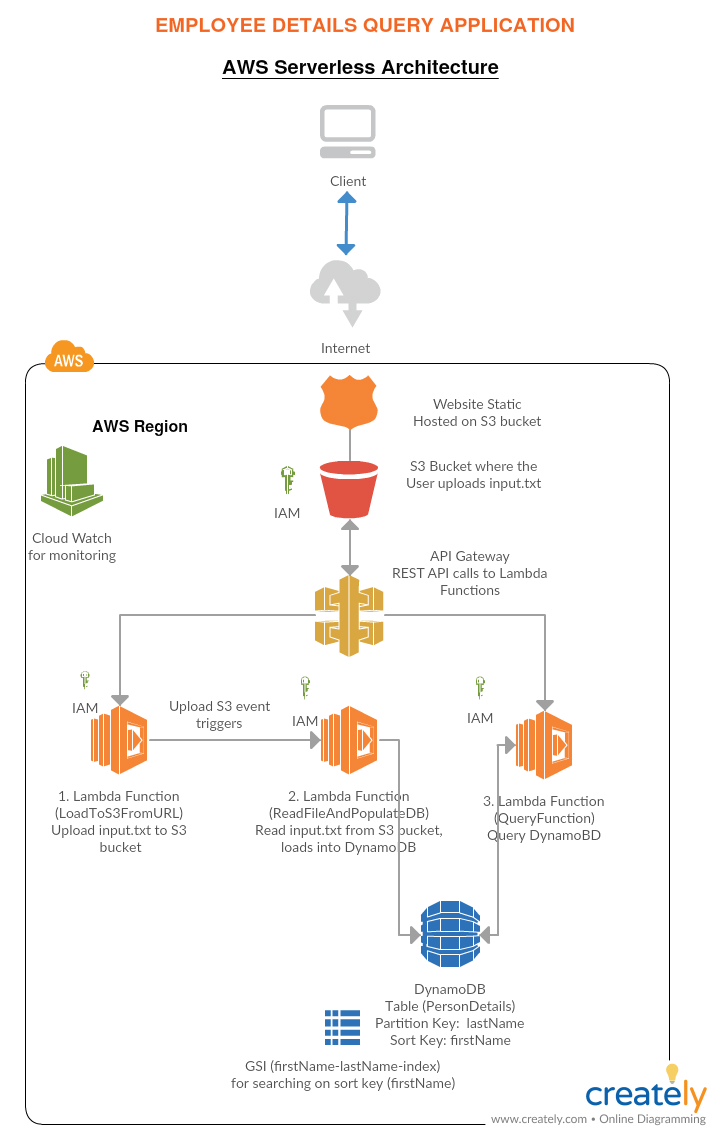 EMPLOYEE DETAILS QUERY APPLICATION
AWS Serverless Architecture
Client
Internet
AWS
AWS Region
Website Static
Hosted on S3 bucket
S3 Bucket where the
User uploads input.txt
IAM
Cloud Watch
for monitoring
API Gateway
REST API calls to Lambda
Functions
IAM
Upload S3 event
triggers
IAM
IAM
1. Lambda Function
(LoadToS3FromURL)
Upload input.txt to S3
bucket
2. Lambda Function
(ReadFileAndPopulateDB)
Read input.txt from S3 bucket,
loads into DynamoDB
3. Lambda Function
(QueryFunction)
Query DynamoBD
DynamoDB
Table (PersonDetails)
Partition Key: lastName
Sort Key: firstName
GSI (firstName-lastName-index)
for searching on sort key (firstName)
creately
www.creately.com • Online Diagramming